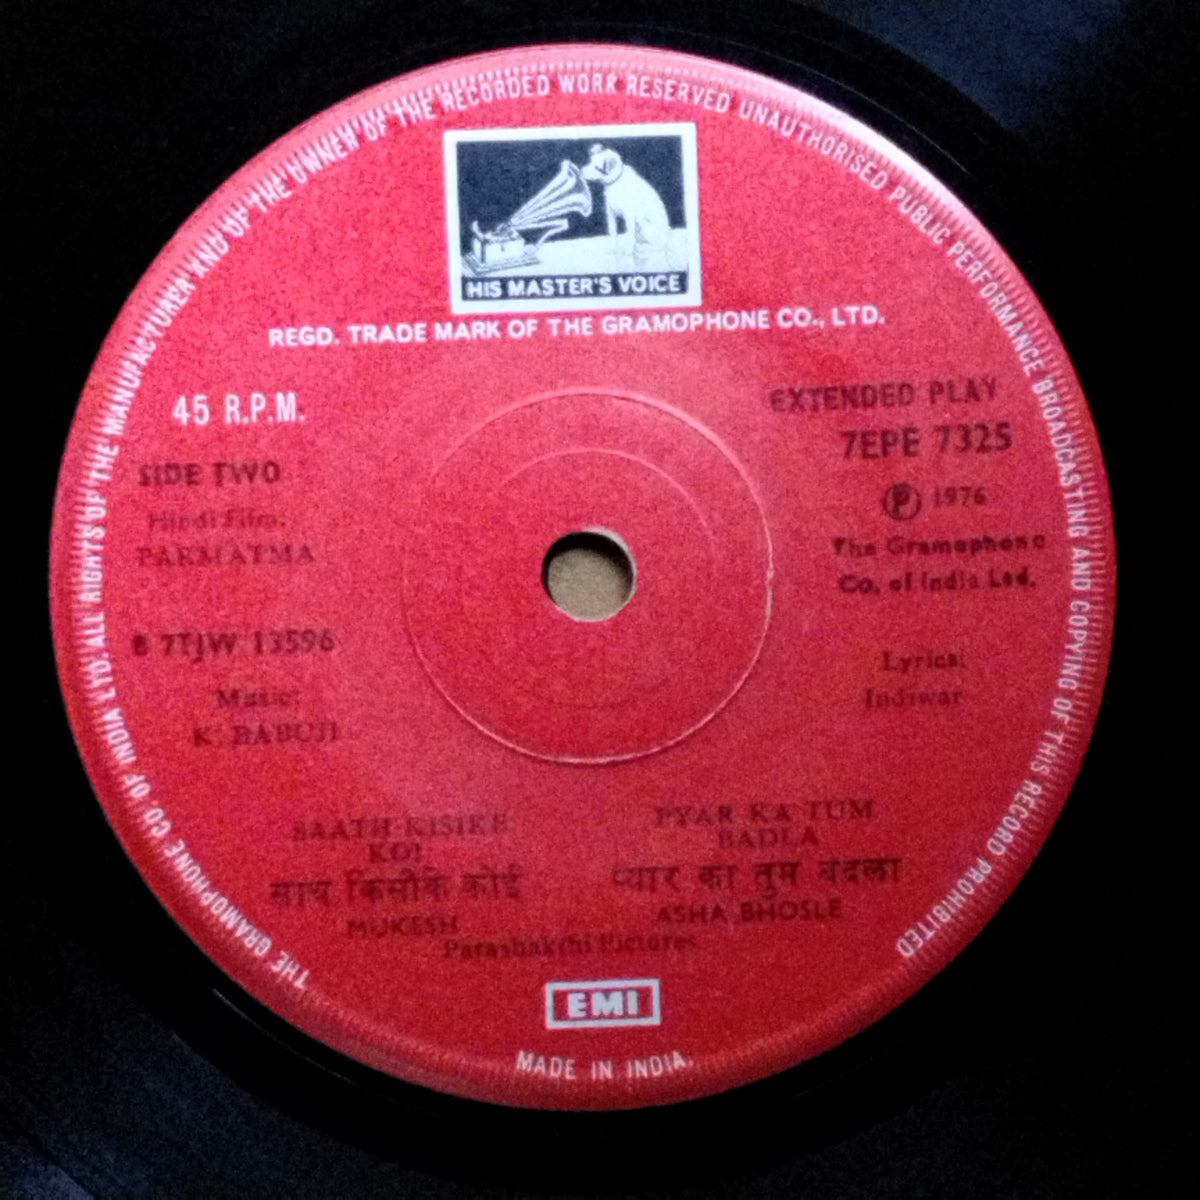 THE GRAMOPHONE CO. OF INDIA LTD. ALL RIGHTS OF THE MANUFACTURER AND OF THE OWNER OF THE RECORDED WORK RESERVED UNAUTHORISED PUBLIC PERFORMANCE BROADCASTING AND COPYING OF THIS RECORD PROHIBITED
HIS MASTER'S VOICE
REGD. TRADE MARK OF THE GRAMOPHONE CO., LTD.
45 R.P.M.
EXTENDED PLAY
7EPE 7325
SIDE TWO
Ⓟ 1976
Hindi Film:
The Gramophone
PARMATMA
Co. of India Ltd.
7TJW 13596
Lyrics:
Music:
Indiwar
K. BABUJI
SAATH KISIKE
KOI
साथ किसीके कोई
MUKESH
PYAR KA TUM
BADLA
प्यार का तुम बदला
ASHA BHOSLE
Parashakthi Pictures
EMI
MADE IN INDIA.